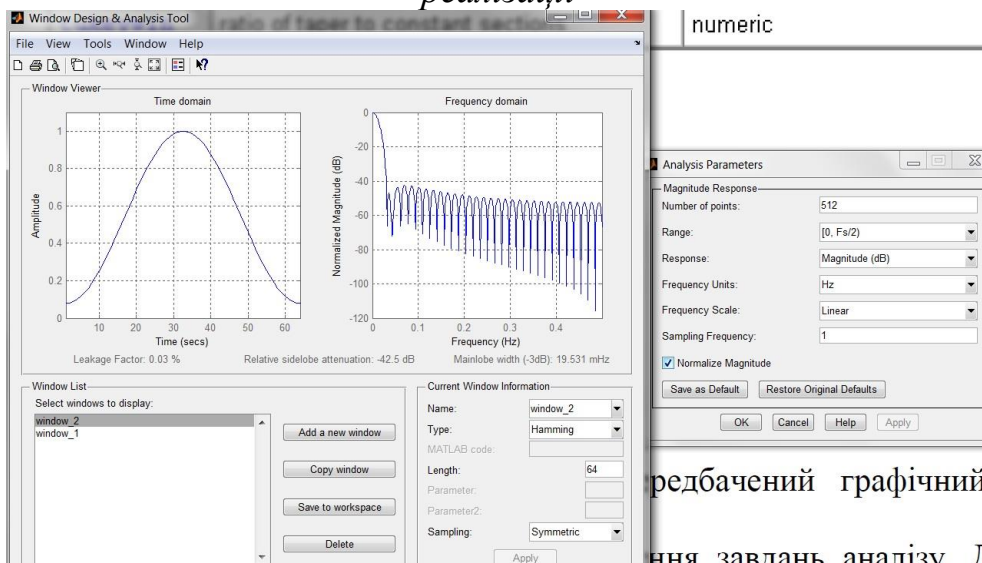 реалізації
Window Design & Analysis Tool
ratio of taper to constant sections
numeric
File View Tools Window Help
Window Viewer
Time domain
Frequency domain
Amplitude
1
0.8
0.6
0.4
0.2
0
10 20 30 40 50 60
Time (secs)
Normalized Magnitude (dB)
0
-20
-40
-60
-80
-100
-120
0 0.1 0.2 0.3 0.4
Frequency (Hz)
Leakage Factor: 0.03 %
Relative sidelobe attenuation: -42.5 dB
Mainlobe width (-3dB): 19.531 mHz
Window List
Select windows to display:
window_2
window_1
Add a new window
Copy window
Save to workspace
Delete
Current Window Information
Name: window_2
Type: Hamming
MATLAB code:
Length: 64
Parameter:
Parameter2:
Sampling: Symmetric
Apply
Analysis Parameters
Magnitude Response
Number of points: 512
Range: [0, Fs/2)
Response: Magnitude (dB)
Frequency Units: Hz
Frequency Scale: Linear
Sampling Frequency: 1
Normalize Magnitude
Save as Default Restore Original Defaults
OK Cancel Help Apply
редбачений графічний
ння завдань аналізу. Д